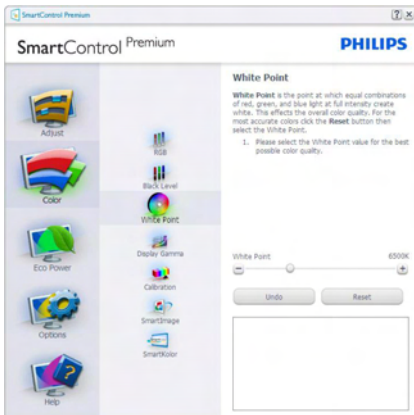 SmartControl Premium
SmartControl Premium
PHILIPS
Adjust
Color
Eco Power
Options
Help
RGB
Black Level
White Point
Display Gamma
Calibration
SmartImage
SmartKolor
White Point
White Point is the point at which equal combinations
of red, green, and blue light at full intensity create
white. This effects the overall color quality. For the
most accurate colors click the Reset button then
select the White Point.
1. Please select the White Point value for the best
possible color quality.
White Point 6500K
Undo Reset